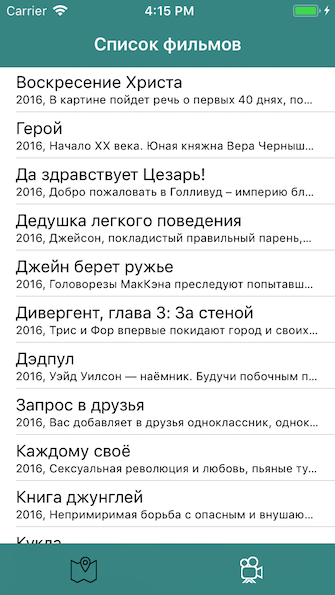 Carrier 4:15 PM
Список фильмов
Воскресение Христа
2016, В картине пойдет речь о первых 40 днях, по...
Герой
2016, Начало XX века. Юная княжна Вера Черныш...
Да здравствует Цезарь!
2016, Добро пожаловать в Голливуд – империю бл...
Дедушка легкого поведения
2016, Джейсон, покладистый правильный парень,...
Джейн берет ружье
2016, Головорезы МакКэна преследуют попытавш...
Дивергент, глава 3: За стеной
2016, Трис и Фор впервые покидают город и своих...
Дэдпул
2016, Уэйд Уилсон — наёмник. Будучи побочным п...
Запрос в друзья
2016, Вас добавляет в друзья одноклассник, однок...
Каждому своё
2016, Сексуальная революция и любовь, пьяные ту...
Книга джунглей
2016, Непримиримая борьба с опасным и внушаю...
Кукла